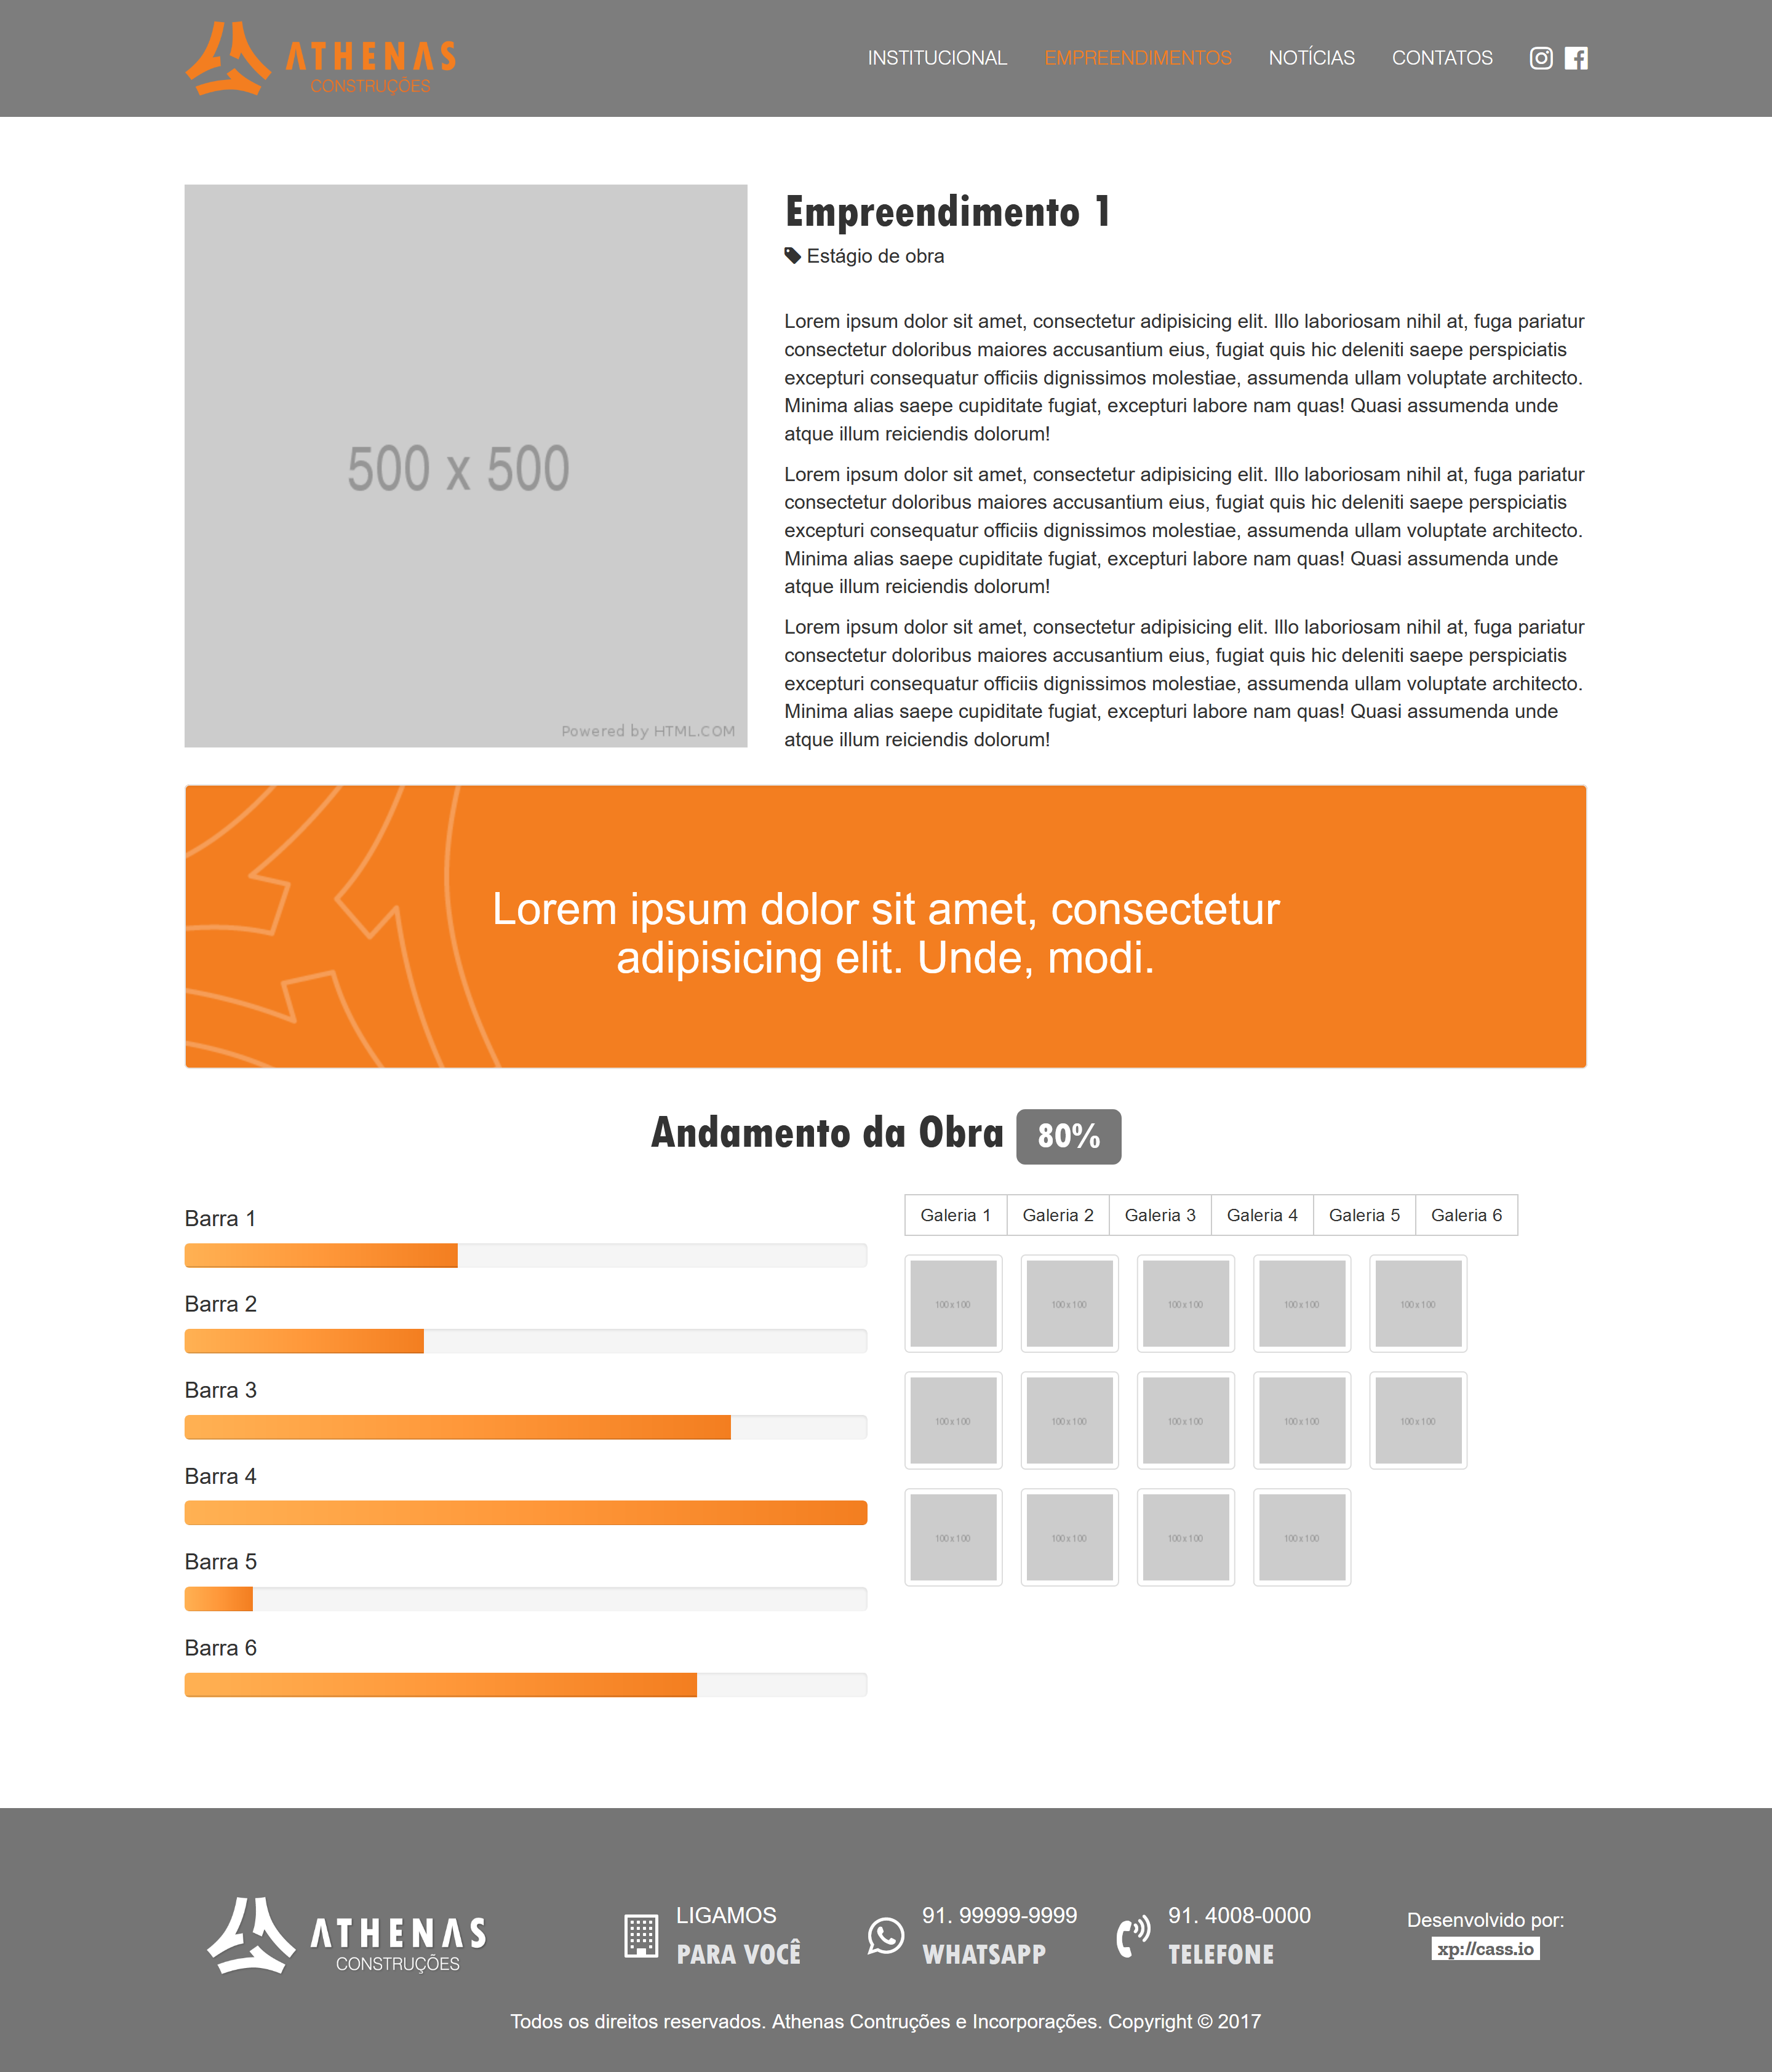 ATHENAS
CONSTRUÇÕES
INSTITUCIONAL EMPREENDIMENTOS NOTÍCIAS CONTATOS
500 x 500
Powered by HTML.COM
Empreendimento 1
Estágio de obra
Lorem ipsum dolor sit amet, consectetur adipisicing elit. Illo laboriosam nihil at, fuga pariatur
consectetur doloribus maiores accusantium eius, fugiat quis hic deleniti saepe perspiciatis
excepturi consequatur officiis dignissimos molestiae, assumenda ullam voluptate architecto.
Minima alias saepe cupiditate fugiat, excepturi labore nam quas! Quasi assumenda unde
atque illum reiciendis dolorum!
Lorem ipsum dolor sit amet, consectetur adipisicing elit. Illo laboriosam nihil at, fuga pariatur
consectetur doloribus maiores accusantium eius, fugiat quis hic deleniti saepe perspiciatis
excepturi consequatur officiis dignissimos molestiae, assumenda ullam voluptate architecto.
Minima alias saepe cupiditate fugiat, excepturi labore nam quas! Quasi assumenda unde
atque illum reiciendis dolorum!
Lorem ipsum dolor sit amet, consectetur adipisicing elit. Illo laboriosam nihil at, fuga pariatur
consectetur doloribus maiores accusantium eius, fugiat quis hic deleniti saepe perspiciatis
excepturi consequatur officiis dignissimos molestiae, assumenda ullam voluptate architecto.
Minima alias saepe cupiditate fugiat, excepturi labore nam quas! Quasi assumenda unde
atque illum reiciendis dolorum!
Lorem ipsum dolor sit amet, consectetur
adipisicing elit. Unde, modi.
Andamento da Obra 80%
Barra 1
Barra 2
Barra 3
Barra 4
Barra 5
Barra 6
Galeria 1 Galeria 2 Galeria 3 Galeria 4 Galeria 5 Galeria 6
100 x 100 100 x 100 100 x 100 100 x 100 100 x 100
100 x 100 100 x 100 100 x 100 100 x 100 100 x 100
100 x 100 100 x 100 100 x 100 100 x 100
ATHENAS
CONSTRUÇÕES
LIGAMOS
PARA VOCÊ
91. 99999-9999
WHATSAPP
91. 4008-0000
TELEFONE
Desenvolvido por:
xp://cass.io
Todos os direitos reservados. Athenas Contruções e Incorporações. Copyright © 2017